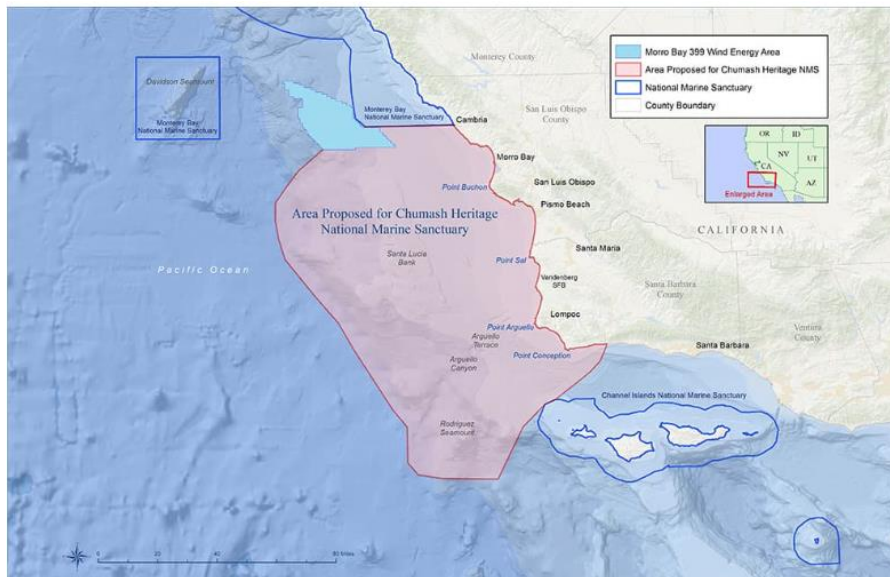 Davidson Seamount
Monterey Bay
National Marine Sanctuary
Monterey Bay
National Marine Sanctuary
Monterey County
San Luis Obispo
County
Cambria
Morro Bay
Point Buchon
San Luis Obispo
Pismo Beach
Area Proposed for Chumash Heritage
National Marine Sanctuary
Santa Lucia
Bank
Pacific Ocean
Point Sal
Santa Maria
Vandenberg
SFB
Santa Barbara
County
Lompoc
Point Arguello
Arguello
Terrace
Point Conception
Arguello
Canyon
Santa Barbara
Ventura
County
Rodriguez
Seamount
Channel Islands National Marine Sanctuary
CALIFORNIA
Morro Bay 399 Wind Energy Area
Area Proposed for Chumash Heritage NMS
National Marine Sanctuary
County Boundary
OR
ID
NV
UT
CA
AZ
Enlarged Area
0
20
40
80 Miles